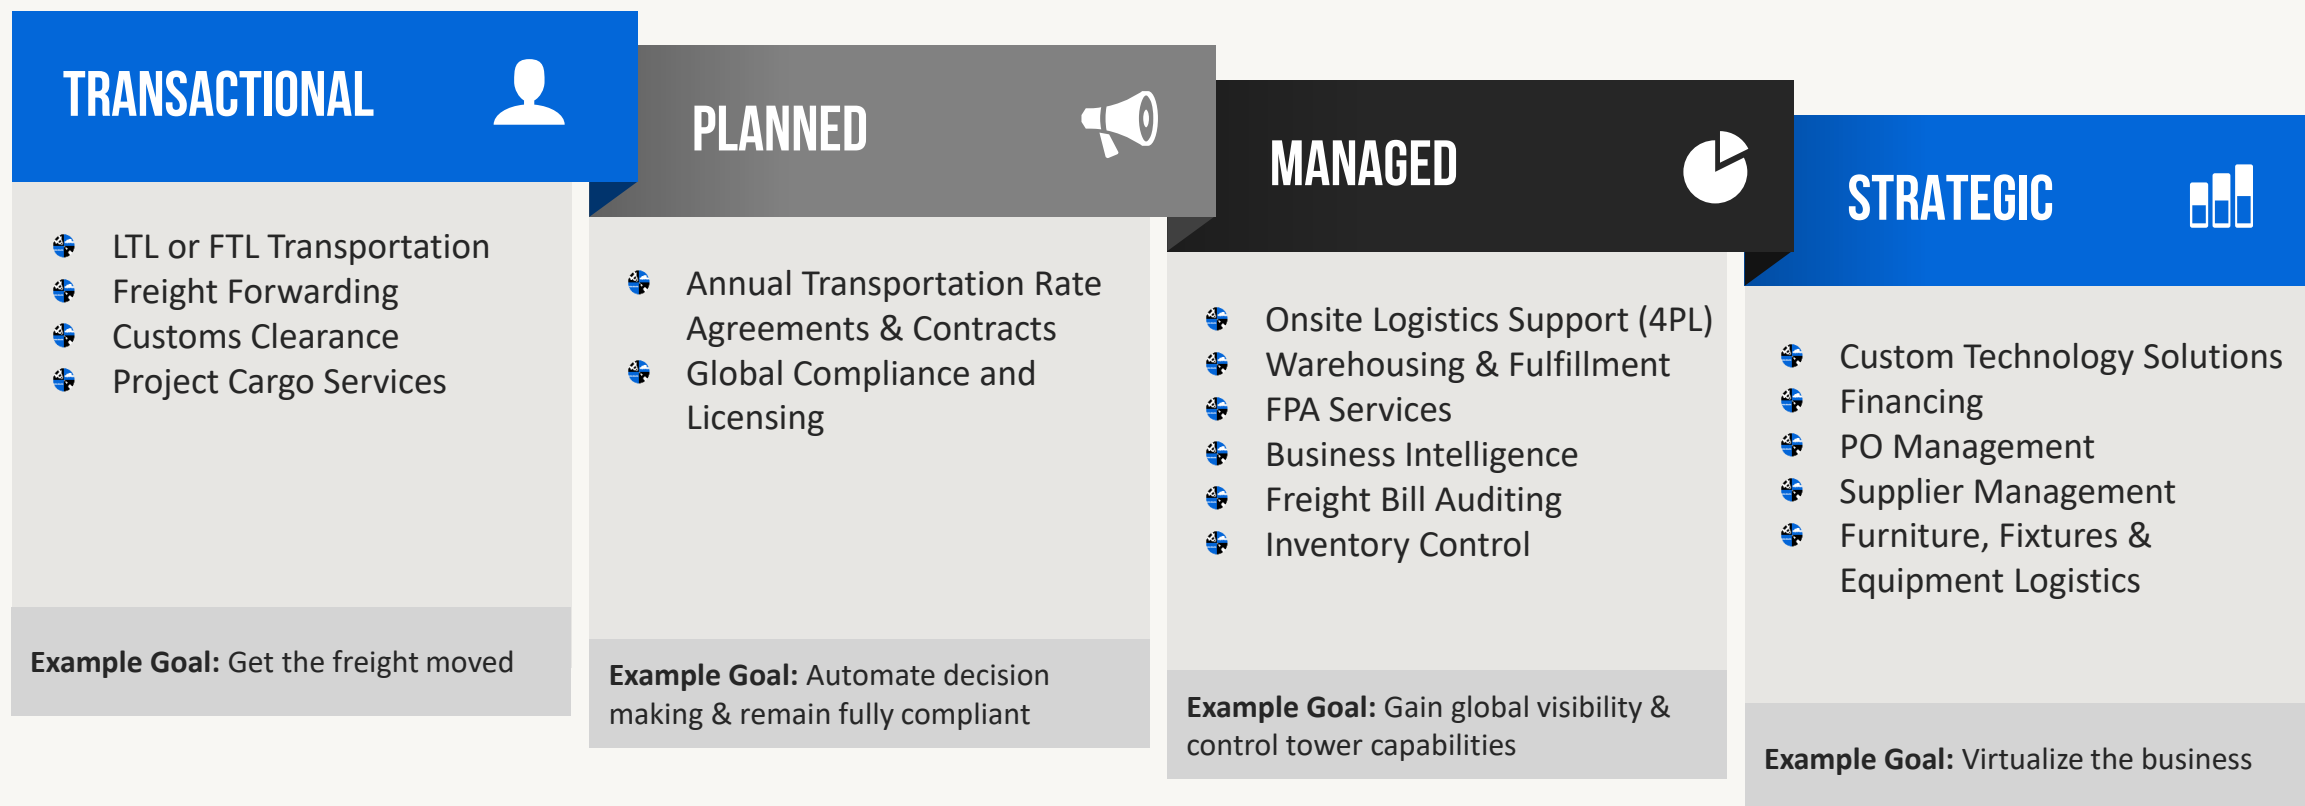 TRANSACTIONAL
LTL or FTL Transportation
Freight Forwarding
Customs Clearance
Project Cargo Services
Example Goal: Get the freight moved
PLANNED
Annual Transportation Rate
Agreements & Contracts
Global Compliance and
Licensing
Example Goal: Automate decision
making & remain fully compliant
MANAGED
Onsite Logistics Support (4PL)
Warehousing & Fulfillment
FPA Services
Business Intelligence
Freight Bill Auditing
Inventory Control
Example Goal: Gain global visibility &
control tower capabilities
STRATEGIC
Custom Technology Solutions
Financing
PO Management
Supplier Management
Furniture, Fixtures &
Equipment Logistics
Example Goal: Virtualize the business